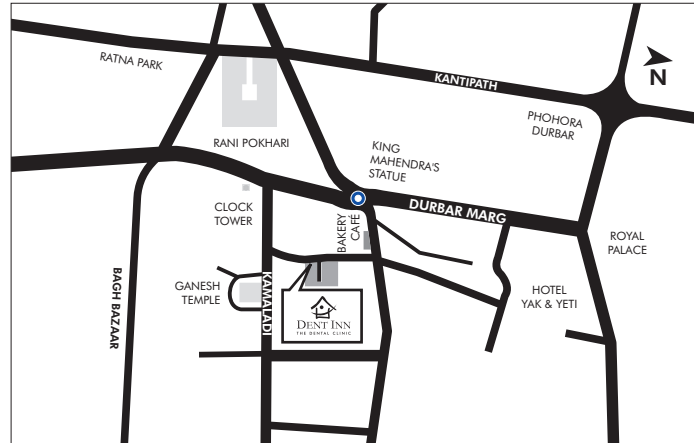 RATNA PARK
KANTIPATH
N
PHOHORA
DURBAR
RANI POKHARI
KING
MAHENDRA'S
STATUE
DURBAR MARG
CLOCK
TOWER
BAKERY
CAFÉ
ROYAL
PALACE
BAGH BAZAAR
GANESH
TEMPLE
KAMALADI
HOTEL
YAK & YETI
DENT INN
THE DENTAL CLINIC